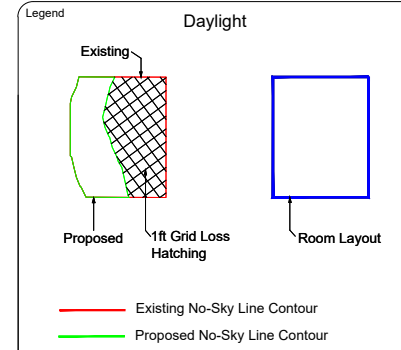 Legend
Daylight
Existing
Proposed
1ft Grid Loss
Hatching
Room Layout
Existing No-Sky Line Contour
Proposed No-Sky Line Contour